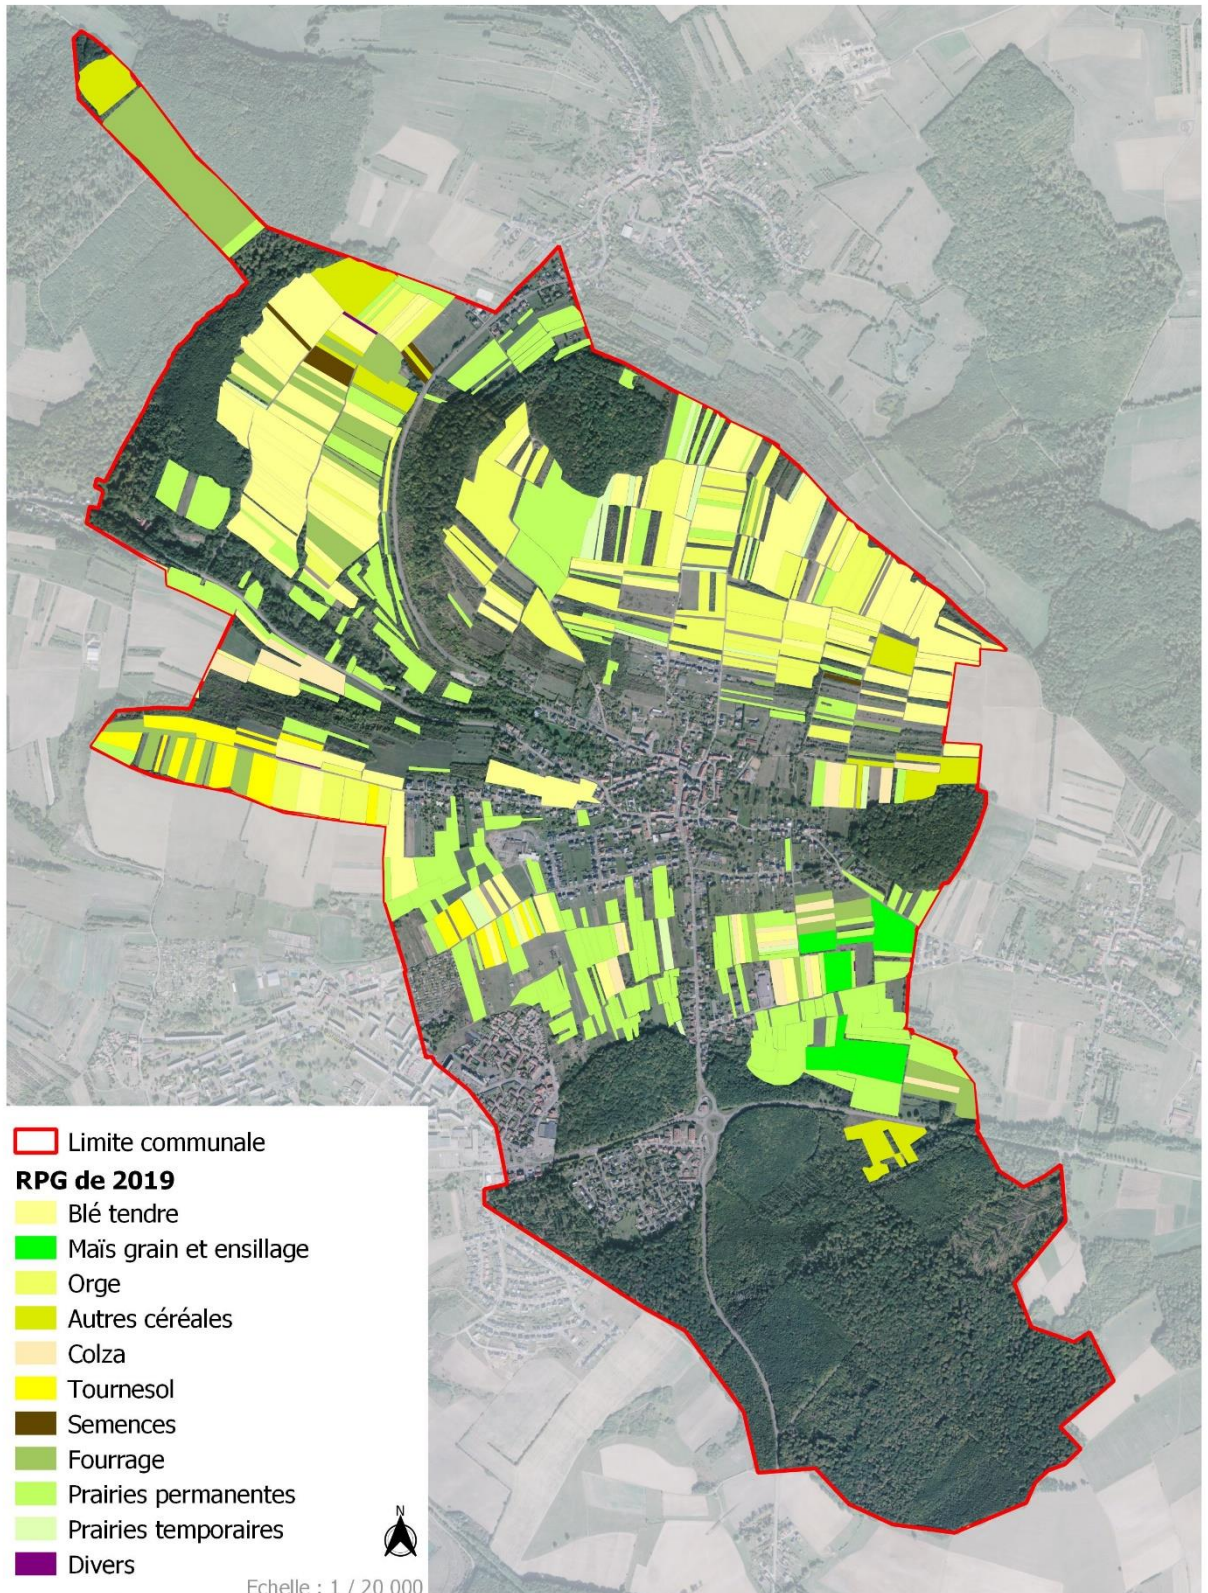 Limite communale
RPG de 2019
Blé tendre
Maïs grain et ensillage
Orge
Autres céréales
Colza
Tournesol
Semences
Fourrage
Prairies permanentes
Prairies temporaires
Divers
N
Echelle : 1 / 20 000